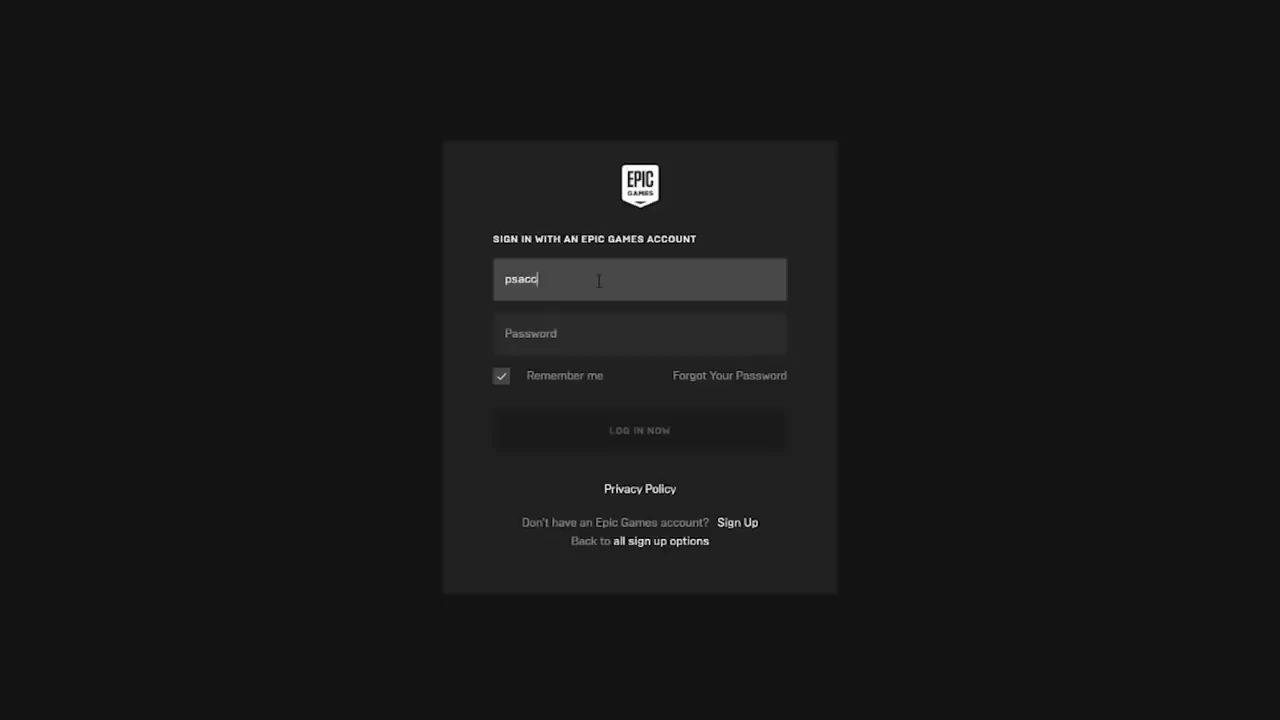 EPIC
GAMES
SIGN IN WITH AN EPIC GAMES ACCOUNT
psacc
Password
Remember me Forgot Your Password
LOG IN NOW
Privacy Policy
Don't have an Epic Games account? Sign Up
Back to all sign up options